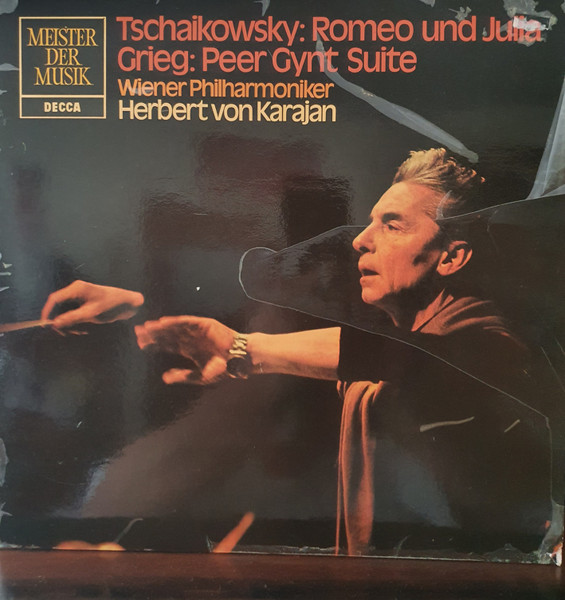 MEISTER
DER
MUSIK
DECCA
Tschaikowsky: Romeo und Julia
Grieg: Peer Gynt Suite
Wiener Philharmoniker
Herbert von Karajan